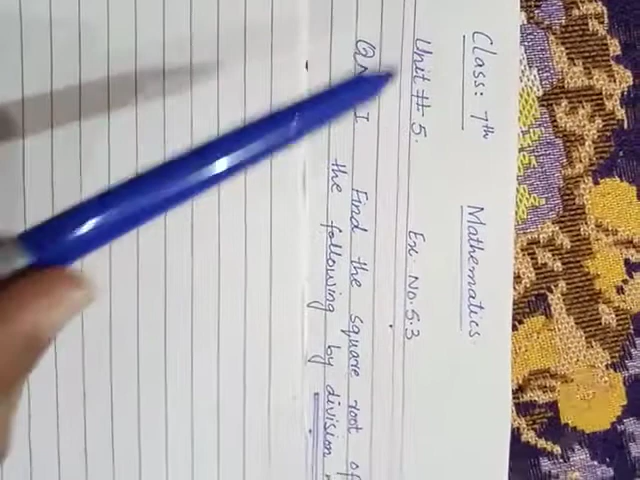 Class: 7th Mathematics
Unit # 5. Ex. No. 5.3
Find the square root of
the following by division